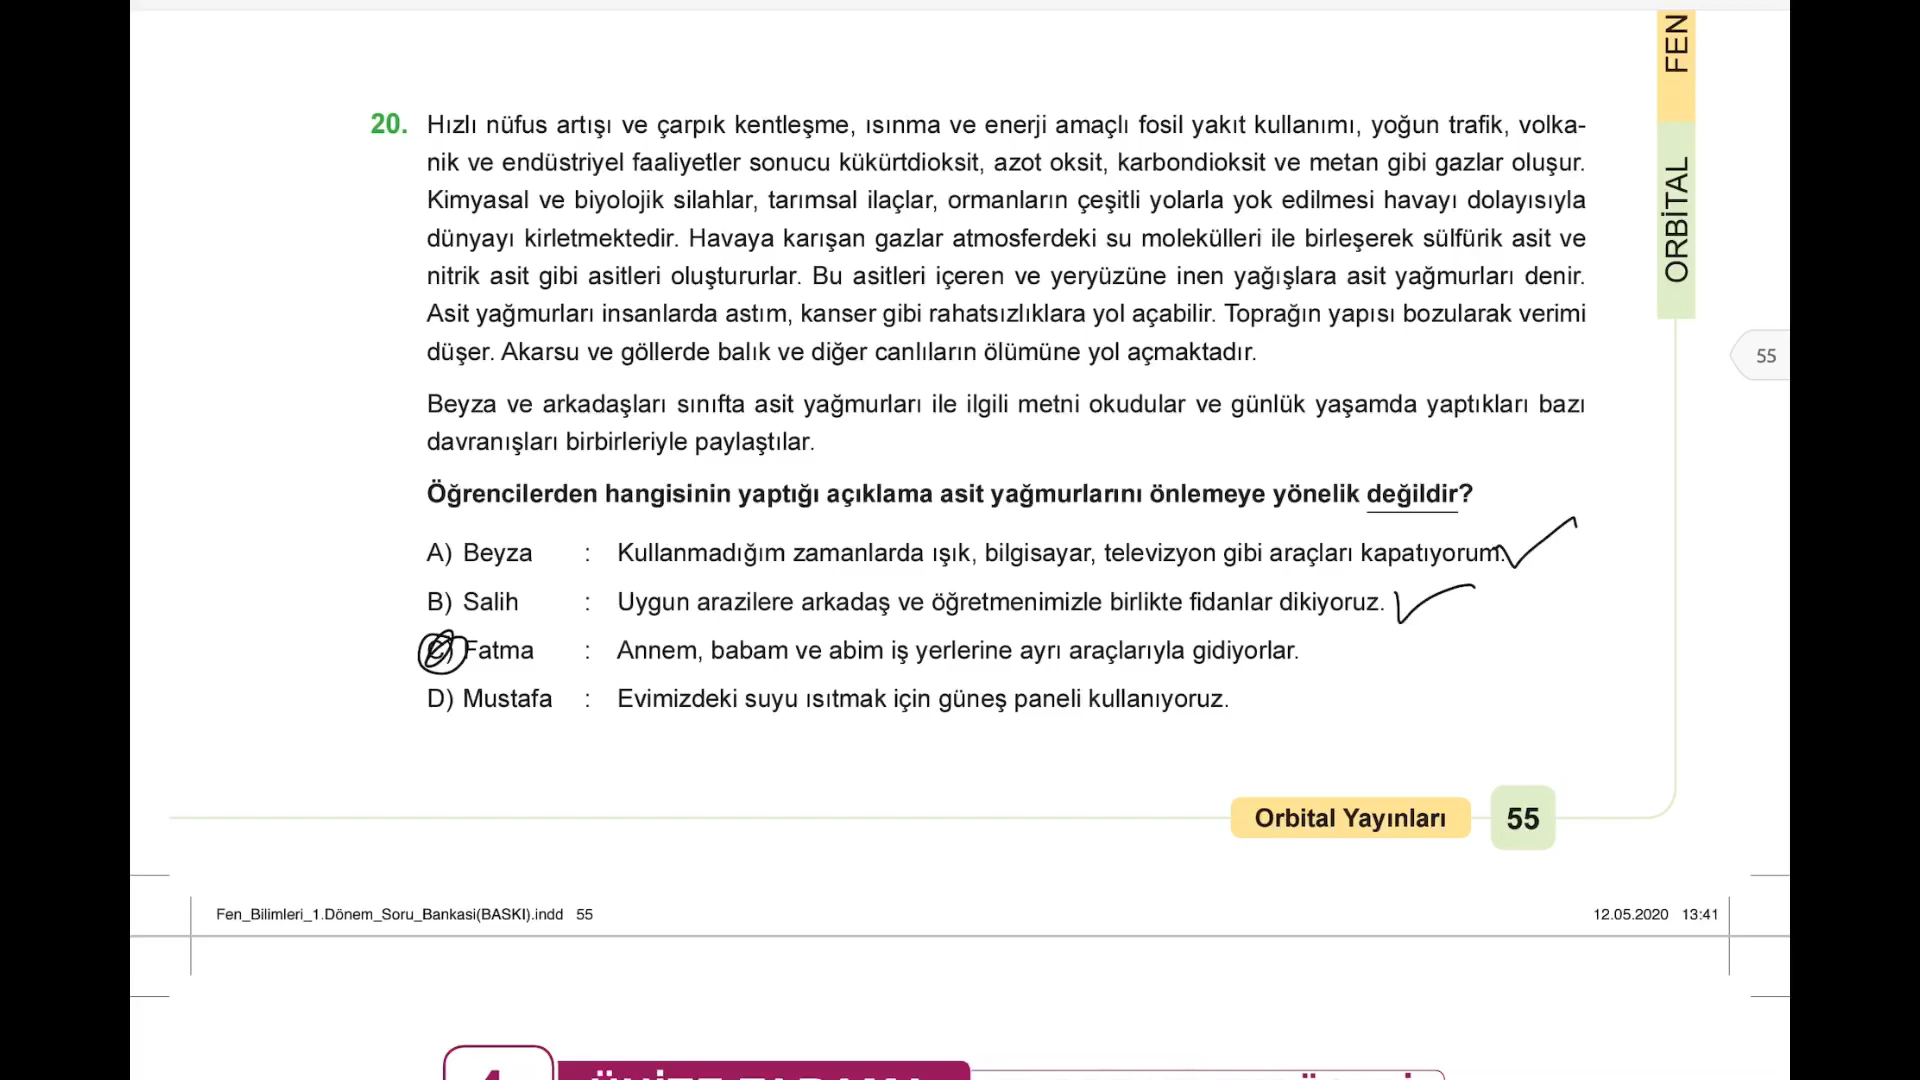 FEN
ORBİTAL
20. Hızlı nüfus artışı ve çarpık kentleşme, ısınma ve enerji amaçlı fosil yakıt kullanımı, yoğun trafik, volka-
nik ve endüstriyel faaliyetler sonucu kükürtdioksit, azot oksit, karbondioksit ve metan gibi gazlar oluşur.
Kimyasal ve biyolojik silahlar, tarımsal ilaçlar, ormanların çeşitli yolarla yok edilmesi havayı dolayısıyla
dünyayı kirletmektedir. Havaya karışan gazlar atmosferdeki su molekülleri ile birleşerek sülfürik asit ve
nitrik asit gibi asitleri oluştururlar. Bu asitleri içeren ve yeryüzüne inen yağışlara asit yağmurları denir.
Asit yağmurları insanlarda astım, kanser gibi rahatsızlıklara yol açabilir. Toprağın yapısı bozularak verimi
düşer. Akarsu ve göllerde balık ve diğer canlıların ölümüne yol açmaktadır.
55
Beyza ve arkadaşları sınıfta asit yağmurları ile ilgili metni okudular ve günlük yaşamda yaptıkları bazı
davranışları birbirleriyle paylaştılar.
Öğrencilerden hangisinin yaptığı açıklama asit yağmurlarını önlemeye yönelik değildir?
A) Beyza : Kullanmadığım zamanlarda ışık, bilgisayar, televizyon gibi araçları kapatıyorum.
B) Salih : Uygun arazilere arkadaş ve öğretmenimizle birlikte fidanlar dikiyoruz.
C) Fatma : Annem, babam ve abim iş yerlerine ayrı araçlarıyla gidiyorlar.
D) Mustafa : Evimizdeki suyu ısıtmak için güneş paneli kullanıyoruz.
Orbital Yayınları 55
Fen_Bilimleri_1.Dönem_Soru_Bankasi(BASKI).indd 55
12.05.2020 13:41